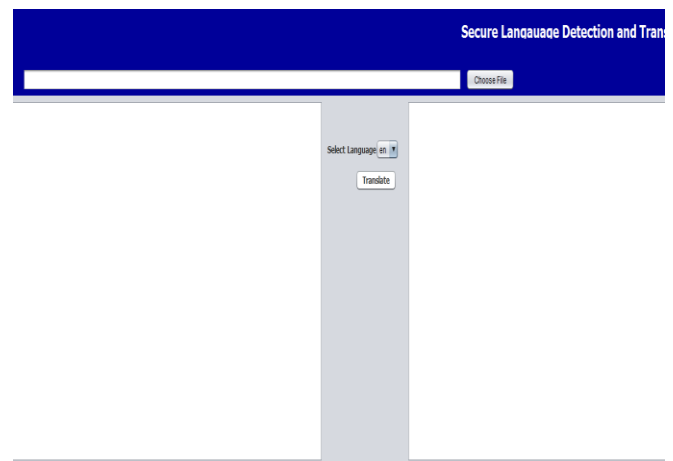 Secure Langauage Detection and Trans
Choose File
Select Language en
Translate